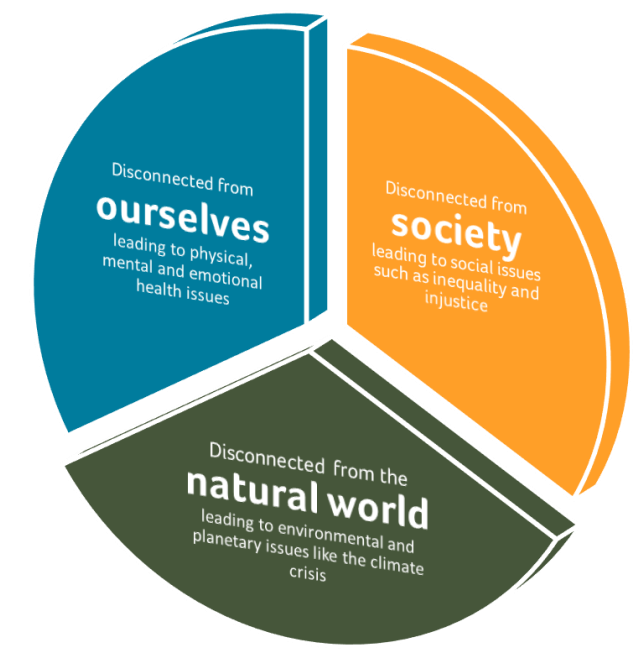 Disconnected from
ourselves
leading to physical,
mental and emotional
health issues
Disconnected from
society
leading to social issues
such as inequality and
injustice
Disconnected from the
natural world
leading to environmental and
planetary issues like the climate
crisis